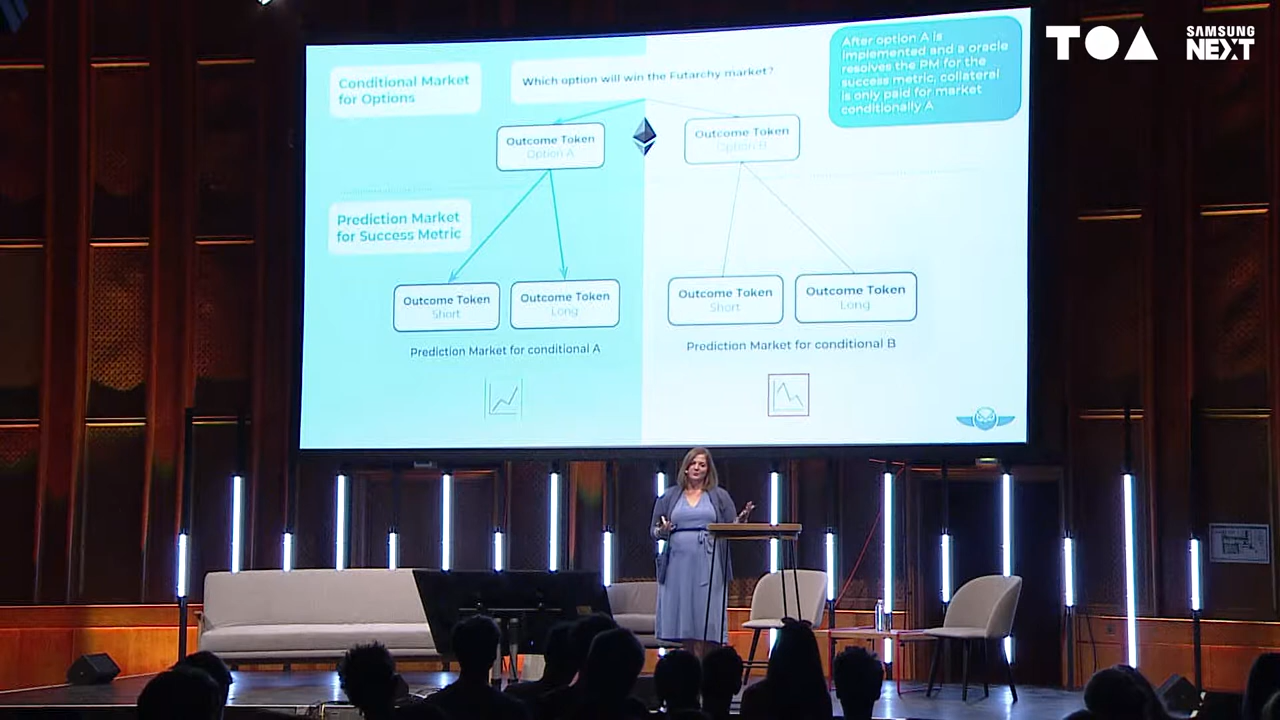 TOA
SAMSUNG
NEXT
Conditional Market
for Options
Which option will win the Futarchy market?
After option A is
implemented and a oracle
resolves the PM for the
success metric, collateral
is only paid for market
conditionally A
Outcome Token
Option A
Outcome Token
Option B
Prediction Market
for Success Metric
Outcome Token
Short
Outcome Token
Long
Outcome Token
Short
Outcome Token
Long
Prediction Market for conditional A
Prediction Market for conditional B